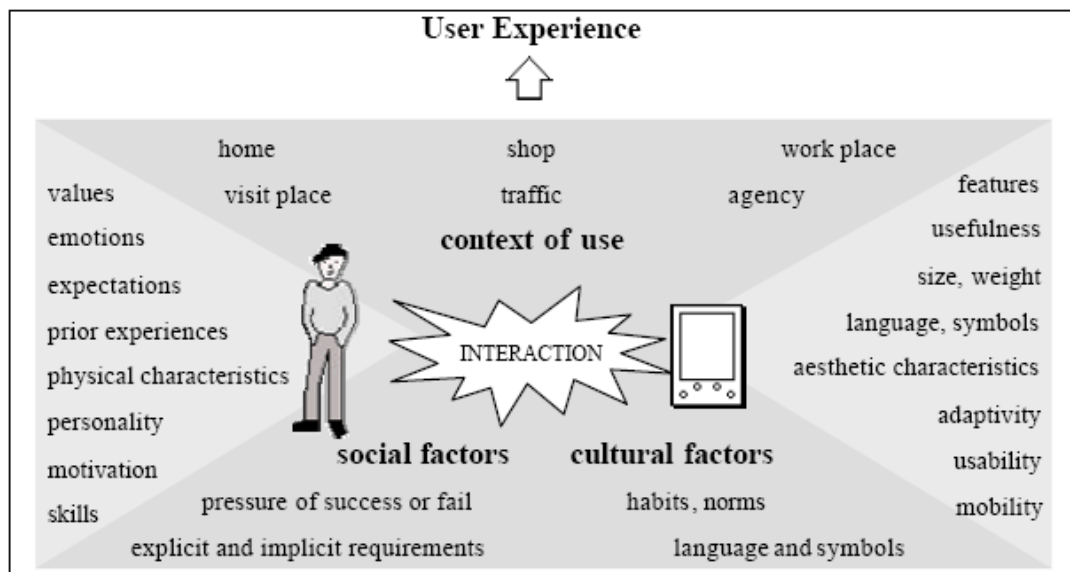 User Experience
home shop work place
values visit place traffic agency features
emotions context of use usefulness
expectations size, weight
prior experiences INTERACTION language, symbols
physical characteristics aesthetic characteristics
personality adaptivity
motivation social factors cultural factors usability
skills pressure of success or fail habits, norms mobility
explicit and implicit requirements language and symbols